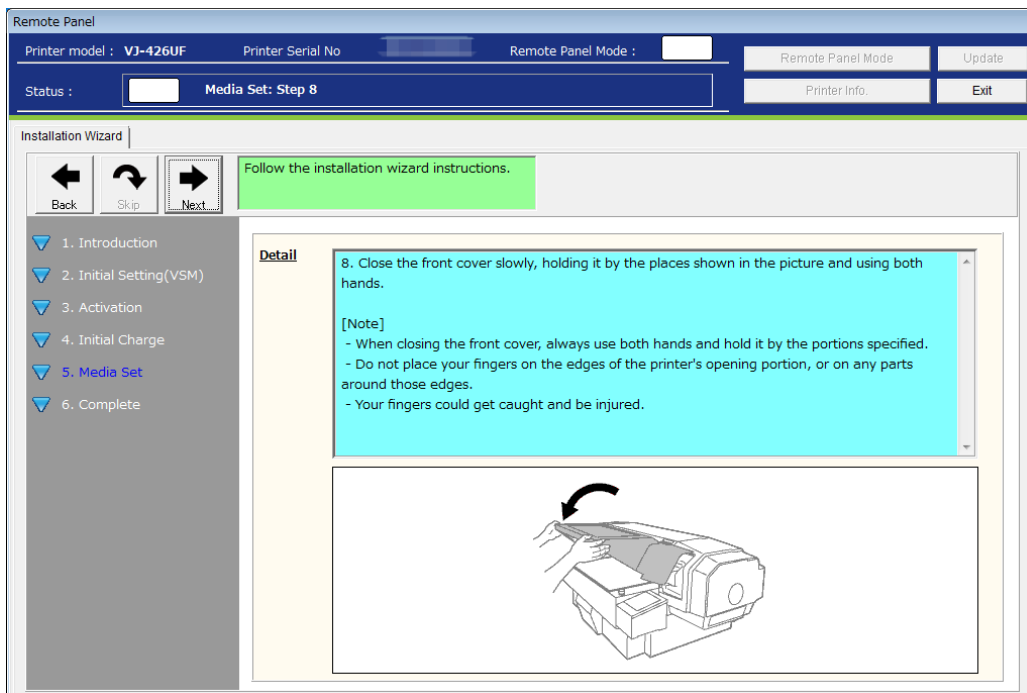 Remote Panel
Printer model : VJ-426UF Printer Serial No Remote Panel Mode :
Remote Panel Mode Update
Status : Media Set: Step 8
Printer Info. Exit
Installation Wizard
Back Skip Next
Follow the installation wizard instructions.
1. Introduction
2. Initial Setting(VSM)
3. Activation
4. Initial Charge
5. Media Set
6. Complete
Detail
8. Close the front cover slowly, holding it by the places shown in the picture and using both
hands.
[Note]
- When closing the front cover, always use both hands and hold it by the portions specified.
- Do not place your fingers on the edges of the printer's opening portion, or on any parts
around those edges.
- Your fingers could get caught and be injured.